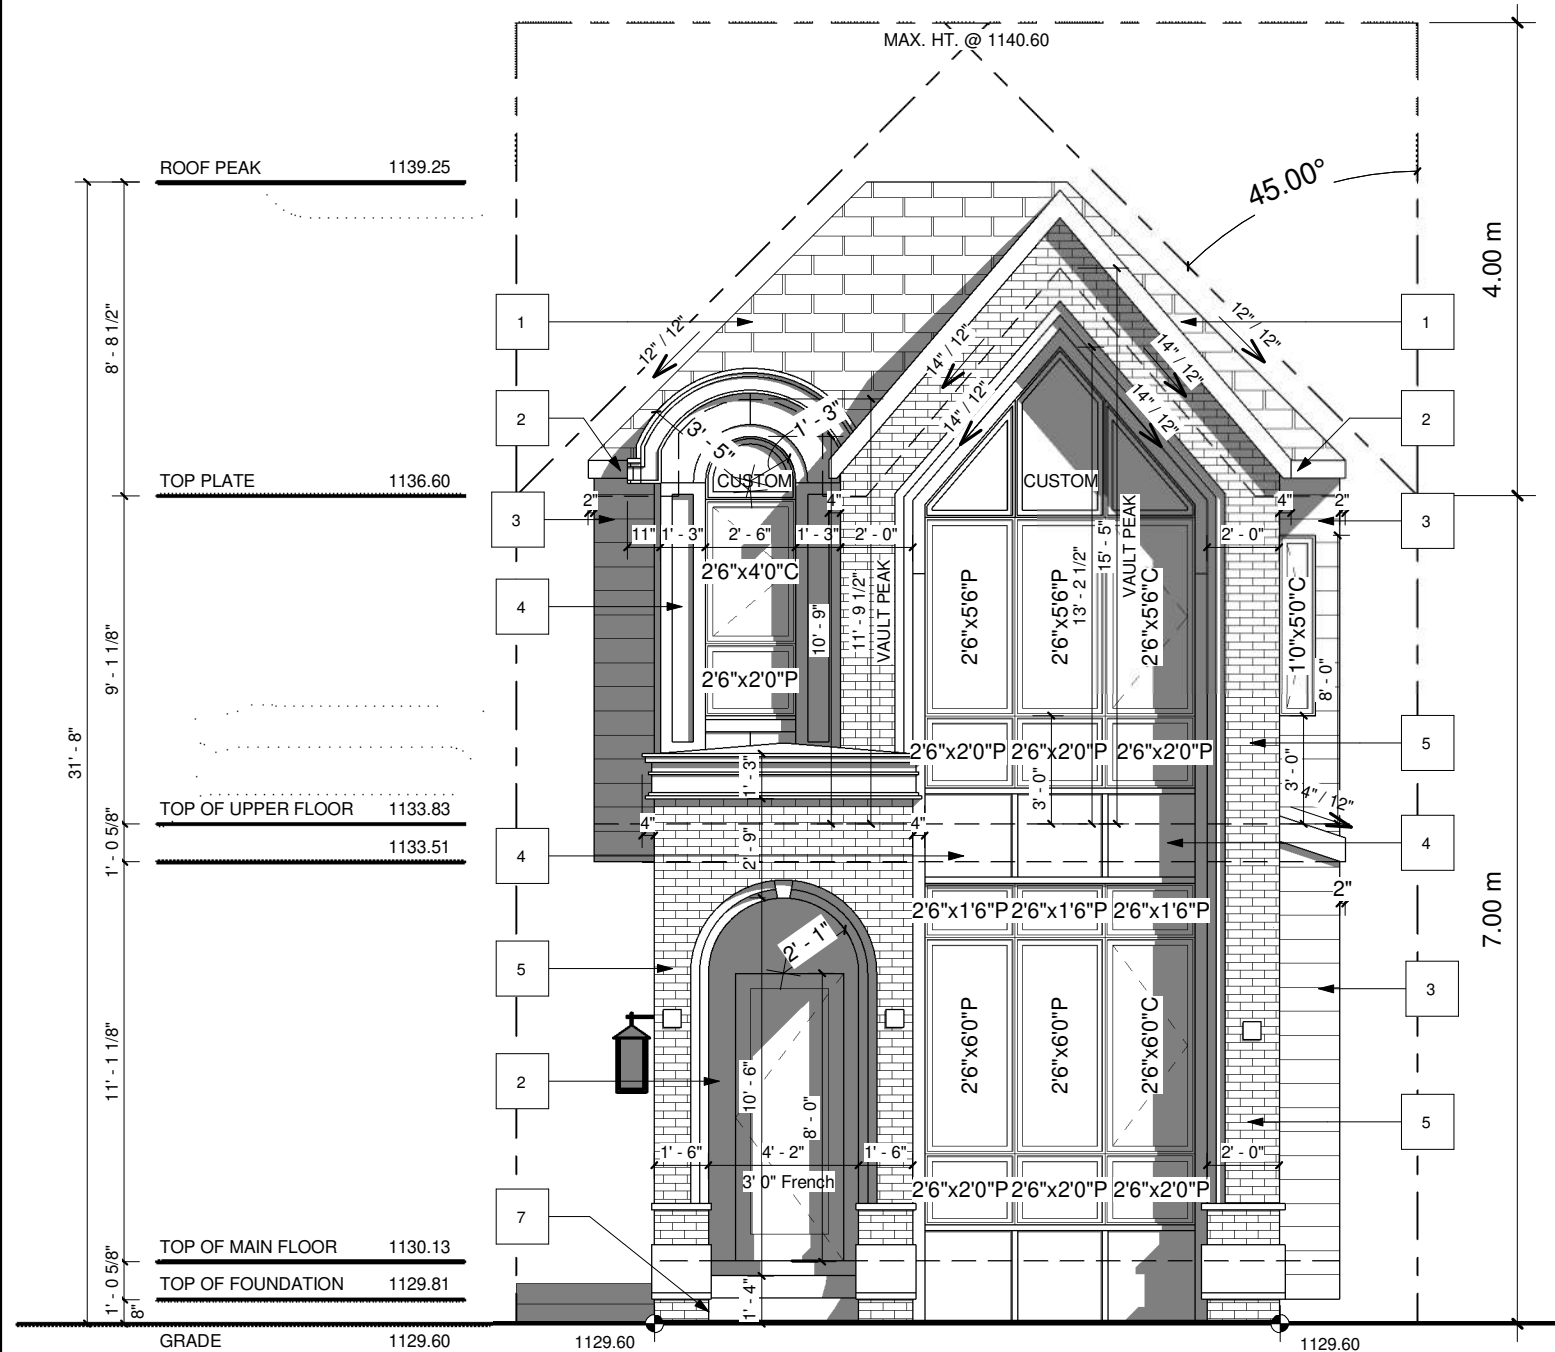 MAX. HT. @ 1140.60
ROOF PEAK 1139.25
45.00°
4.00 m
8' - 8 1/2"
1
12" / 12"
14" / 12"
14" / 12"
14" / 12"
14" / 12"
12" / 12"
1
2
3' - 5"
1' - 3"
2
TOP PLATE 1136.60
CUSTOM
CUSTOM
3
2"
4"
4"
2"
3
11"
1' - 3"
2' - 6"
1' - 3"
2' - 0"
2' - 0"
VAULT PEAK
15' - 5"
13' - 2 1/2"
2'6"x4'0"C
4
10' - 9"
11' - 9 1/2"
VAULT PEAK
2'6"x5'6"P
2'6"x5'6"P
2'6"x5'6"C
1'0"x5'0"C
8' - 0"
9' - 1 1/8"
2'6"x2'0"P
31' - 8"
2'6"x2'0"P
2'6"x2'0"P
2'6"x2'0"P
5
1' - 3"
3' - 0"
3' - 0"
4" / 12"
TOP OF UPPER FLOOR 1133.83
4"
4"
1133.51
1' - 0 5/8"
4
2' - 9"
4
2'6"x1'6"P
2'6"x1'6"P
2'6"x1'6"P
2"
7.00 m
2' - 1"
5
3
11' - 1 1/8"
2'6"x6'0"P
2'6"x6'0"P
2'6"x6'0"C
2
10' - 6"
8' - 0"
5
1' - 6"
4' - 2"
1' - 6"
2' - 0"
3' 0" French
2'6"x2'0"P
2'6"x2'0"P
2'6"x2'0"P
7
TOP OF MAIN FLOOR 1130.13
TOP OF FOUNDATION 1129.81
1' - 0 5/8"
8"
1' - 4"
GRADE 1129.60
1129.60
1129.60